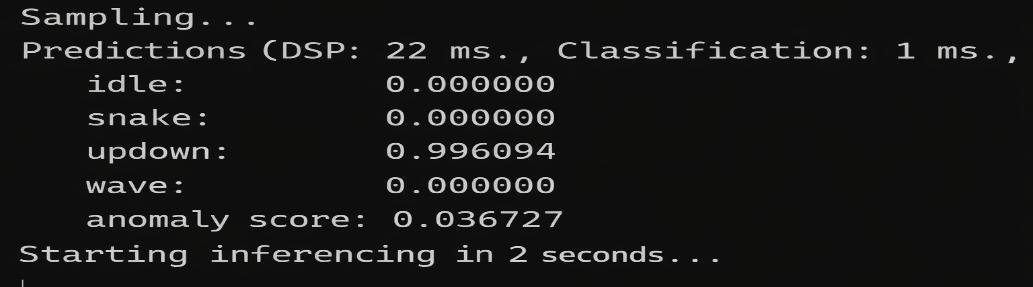 Sampling...
Predictions (DSP: 22 ms., Classification: 1 ms.,
idle: 0.000000
snake: 0.000000
updown: 0.996094
wave: 0.000000
anomaly score: 0.036727
Starting inferencing in 2 seconds...